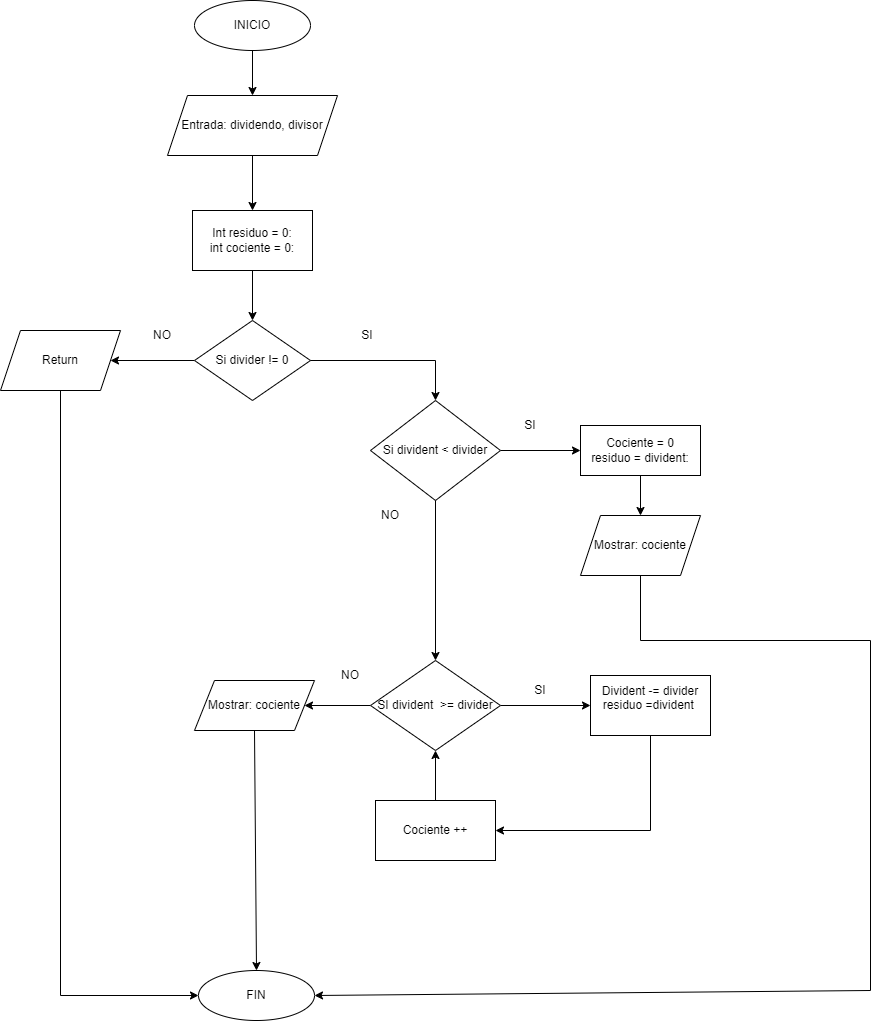 INICIO
Entrada: dividendo, divisor
Int residuo = 0:
int cociente = 0:
NO
SI
Return
Si divider != 0
SI
Si divident < divider
Cociente = 0
residuo = divident:
NO
Mostrar: cociente
NO
SI
Mostrar: cociente
SI divident  >= divider
Divident -= divider
residuo =divident
Cociente ++
FIN